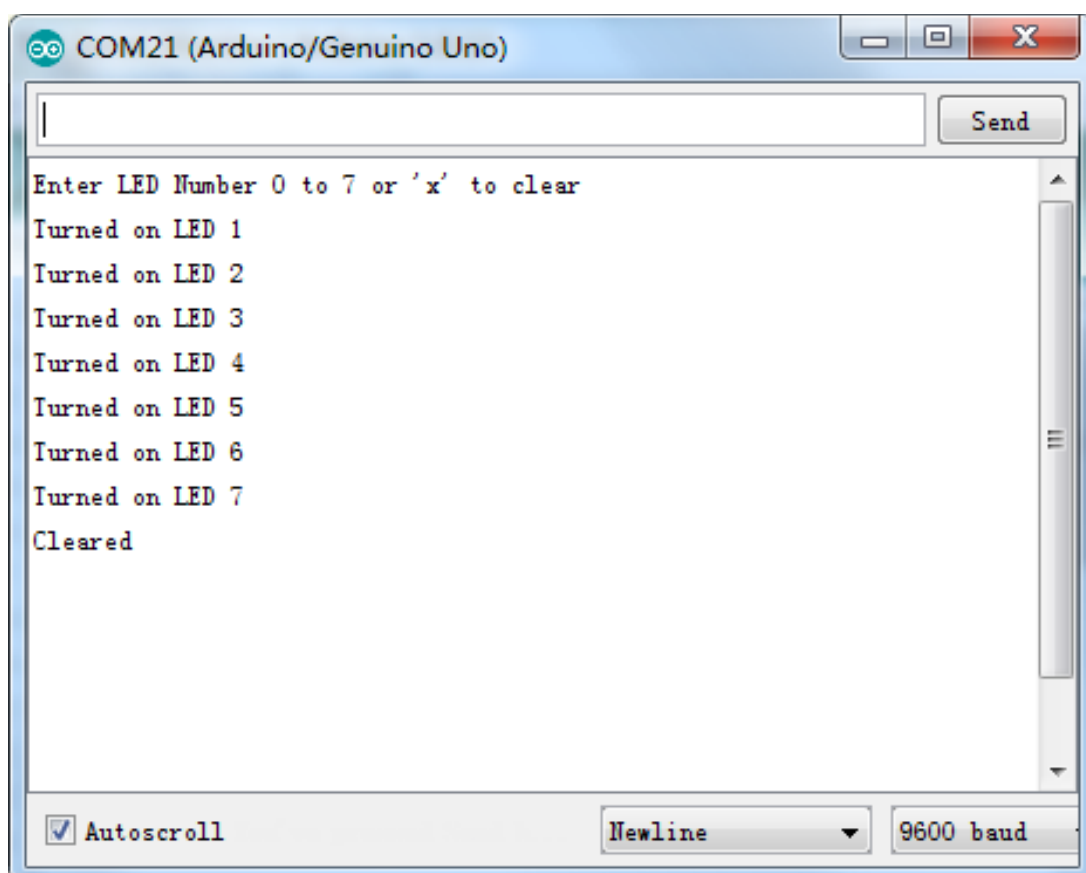 COM21 (Arduino/Genuino Uno)
Send
Enter LED Number 0 to 7 or 'x' to clear
Turned on LED 1
Turned on LED 2
Turned on LED 3
Turned on LED 4
Turned on LED 5
Turned on LED 6
Turned on LED 7
Cleared
Autoscroll Newline 9600 baud